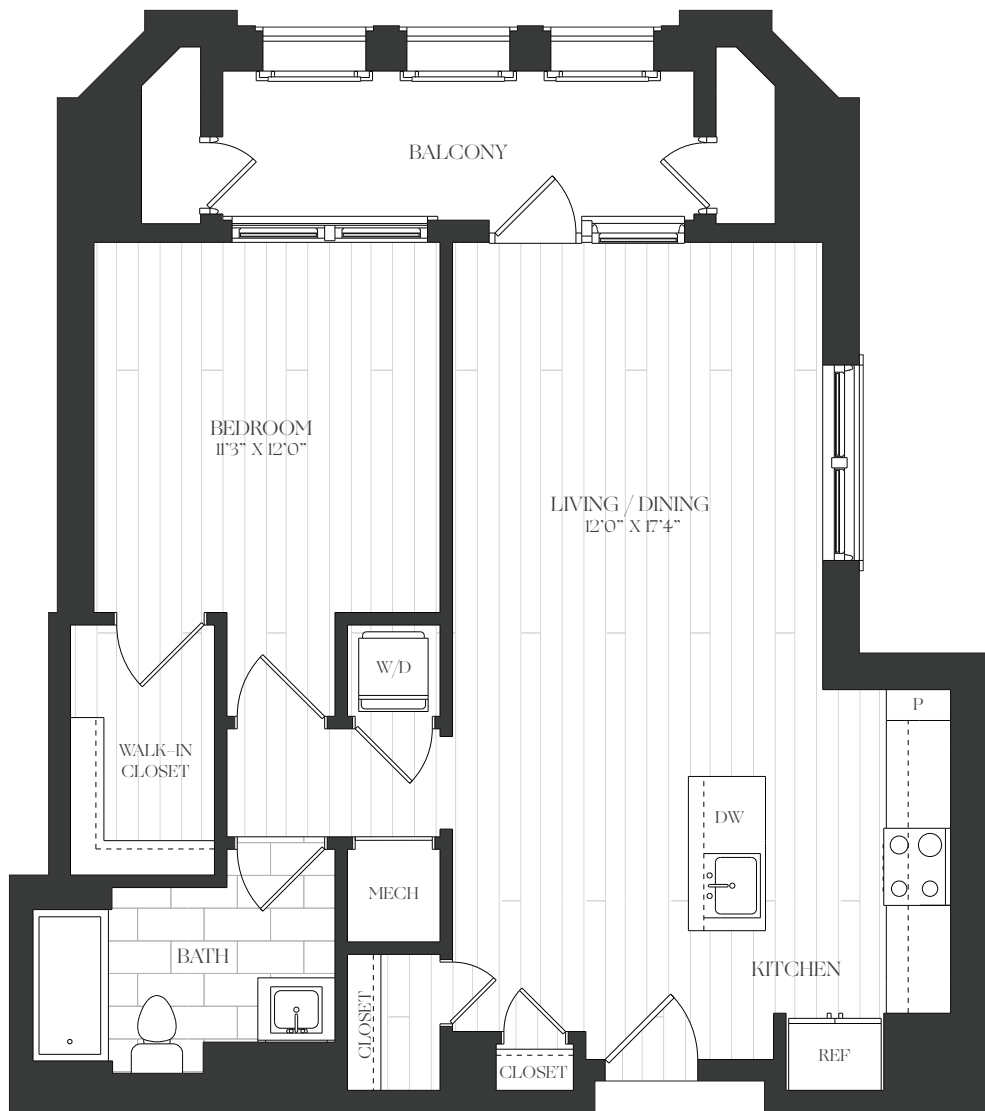 BALCONY
BEDROOM
11'3" X 12'0"
LIVING / DINING
12'0" X 17'4"
W/D
P
WALK-IN
CLOSET
DW
MECH
BATH
KITCHEN
CLOSET
REF
CLOSET